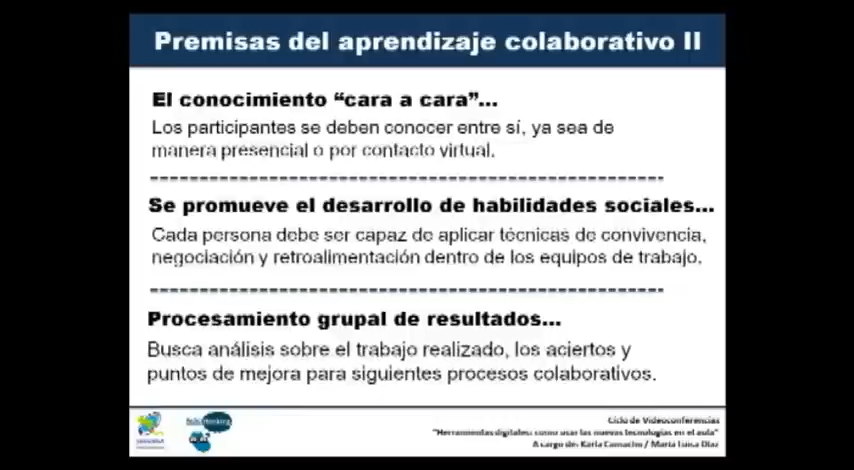 Premisas del aprendizaje colaborativo II
El conocimiento “cara a cara”...
Los participantes se deben conocer entre sí, ya sea de
manera presencial o por contacto virtual.
Se promueve el desarrollo de habilidades sociales...
Cada persona debe ser capaz de aplicar técnicas de convivencia,
negociación y retroalimentación dentro de los equipos de trabajo.
Procesamiento grupal de resultados...
Busca análisis sobre el trabajo realizado, los aciertos y
puntos de mejora para siguientes procesos colaborativos.
Ciclo de Videoconferencias
"Herramientas digitales: como usar las nuevas tecnologías en el aula"
A cargo de: Karla Camacho / María Luisa Díaz